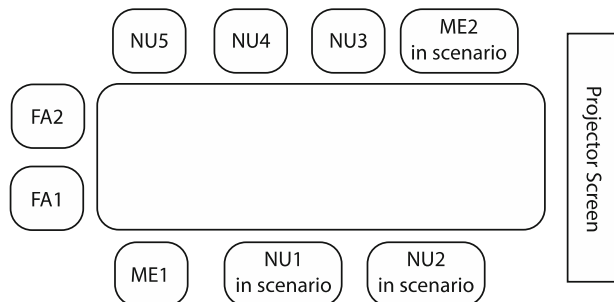 NU5
NU4
NU3
ME2
in scenario
FA2
FA1
Projector Screen
ME1
NU1
in scenario
NU2
in scenario